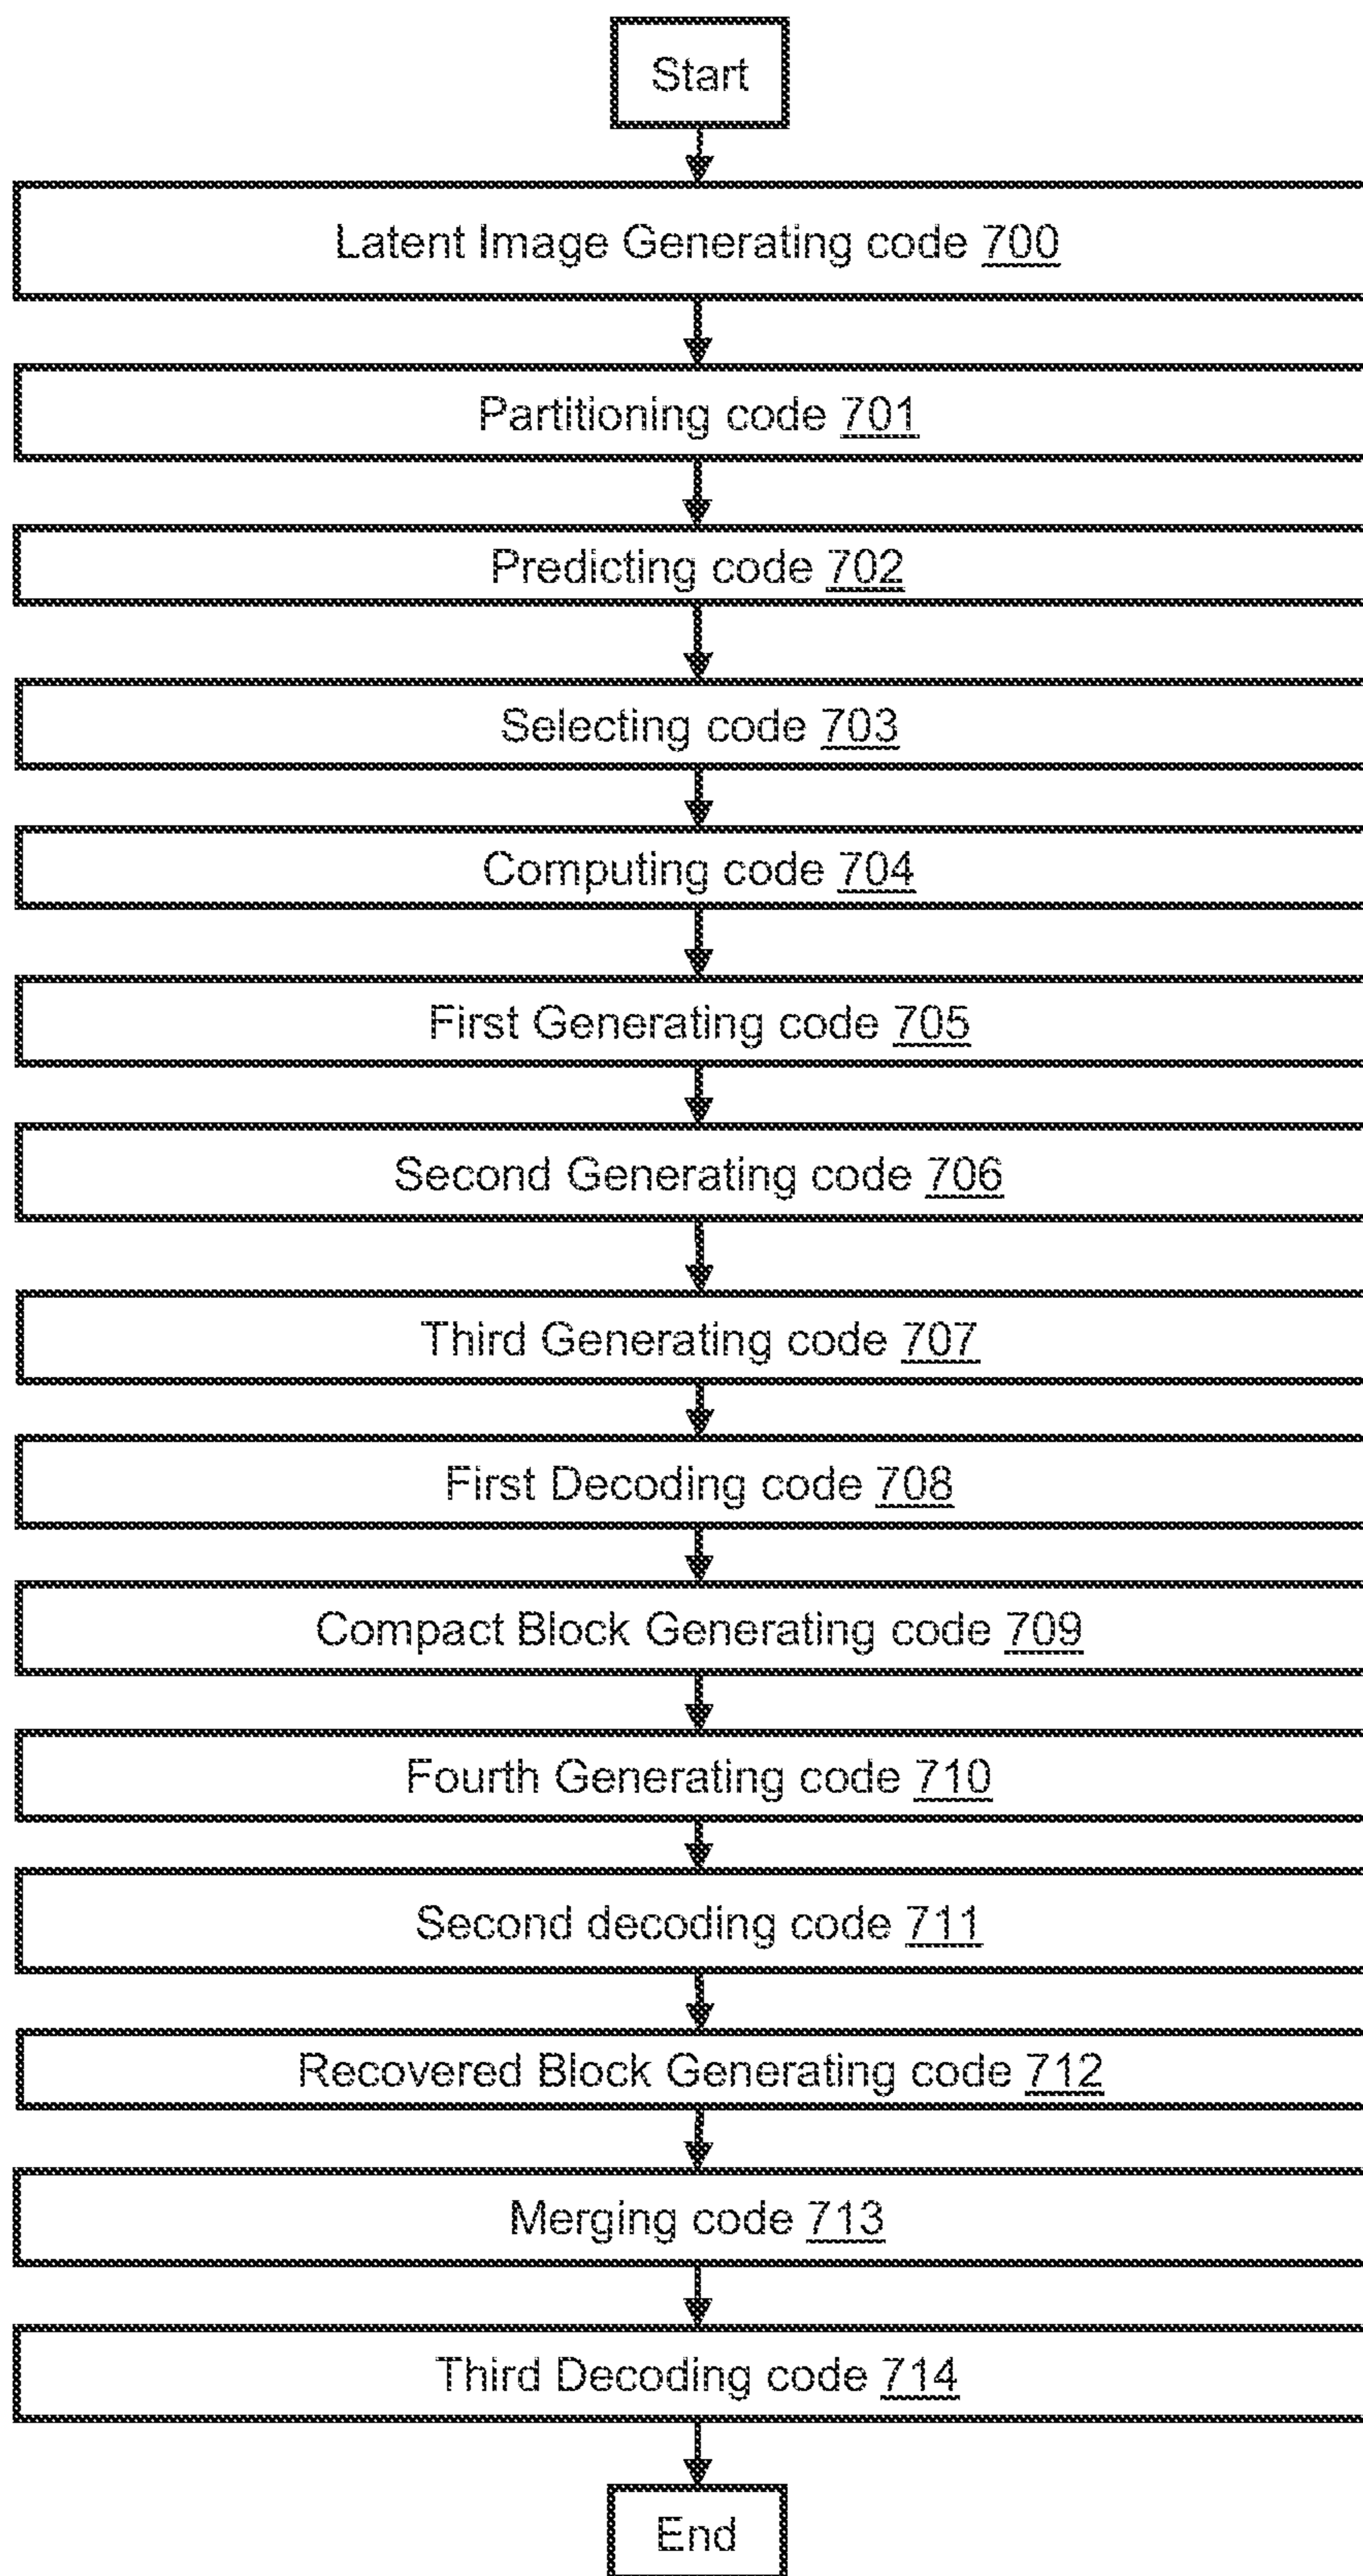 Start
Latent Image Generating code 700
Partitioning code 701
Predicting code 702
Selecting code 703
Computing code 704
First Generating code 705
Second Generating code 706
Third Generating code 707
First Decoding code 708
Compact Block Generating code 709
Fourth Generating code 710
Second decoding code 711
Recovered Block Generating code 712
Merging code 713
Third Decoding code 714
End